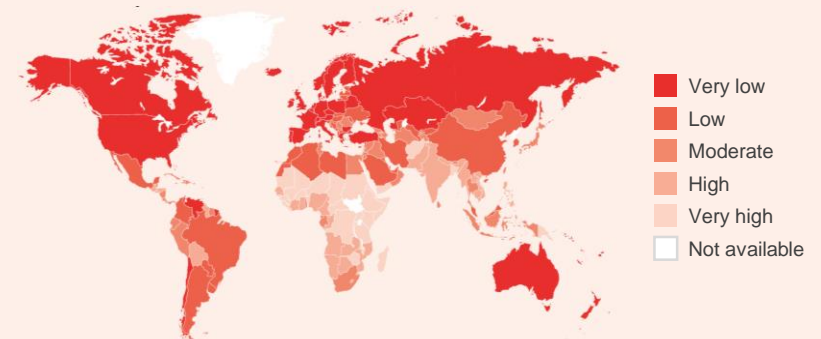 Very low
Low
Moderate
High
Very high
Not available